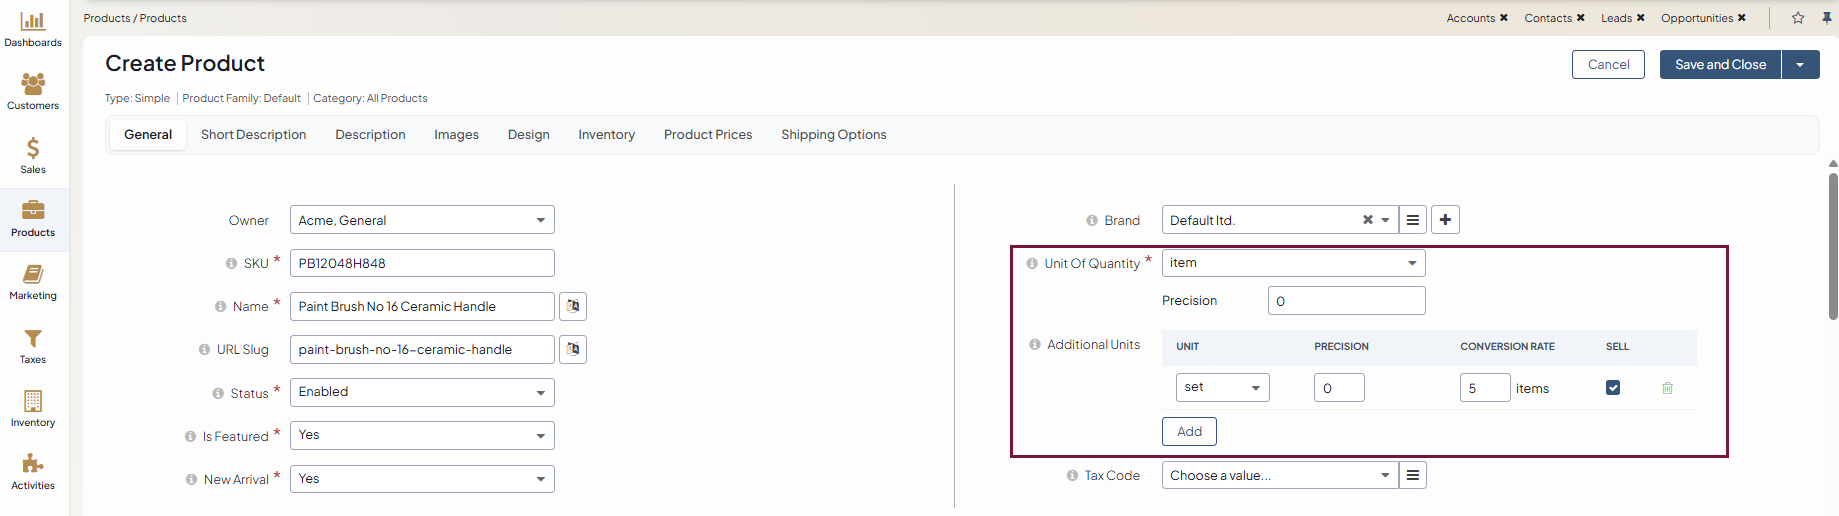 Dashboards
Customers
Sales
Products
Marketing
Taxes
Inventory
Activities
Products / Products
Accounts ✖ Contacts ✖ Leads ✖ Opportunities ✖
Create Product
Cancel
Save and Close
Type: Simple | Product Family: Default | Category: All Products
General Short Description Description Images Design Inventory Product Prices Shipping Options
Owner Acme, General
SKU * PB12048H848
Name * Paint Brush No 16 Ceramic Handle
URL Slug paint-brush-no-16–ceramic-handle
Status * Enabled
Is Featured * Yes
New Arrival * Yes
Brand Default ltd.
Unit Of Quantity * item
Precision 0
Additional Units UNIT PRECISION CONVERSION RATE SELL
set 0 5 items
Add
Tax Code Choose a value...